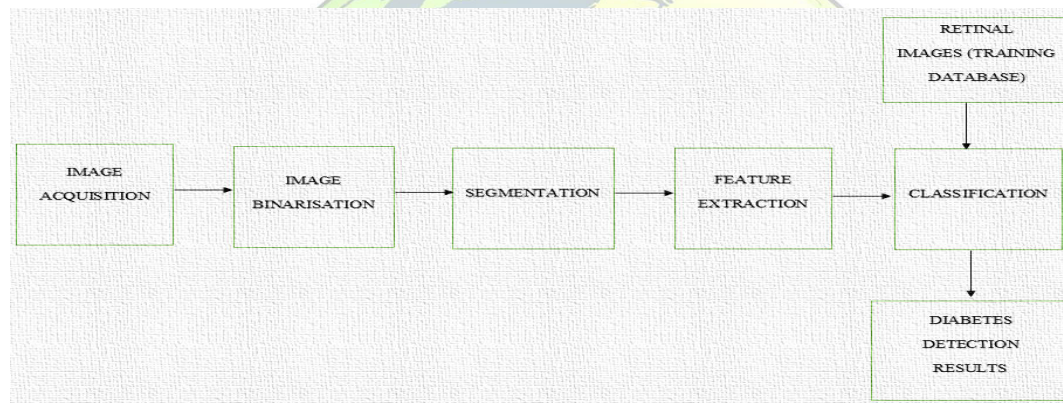 RETINAL
IMAGES (TRAINING
DATABASE)
IMAGE
ACQUISITION
IMAGE
BINARISATION
SEGMENTATION
FEATURE
EXTRACTION
CLASSIFICATION
DIABETES
DETECTION
RESULTS